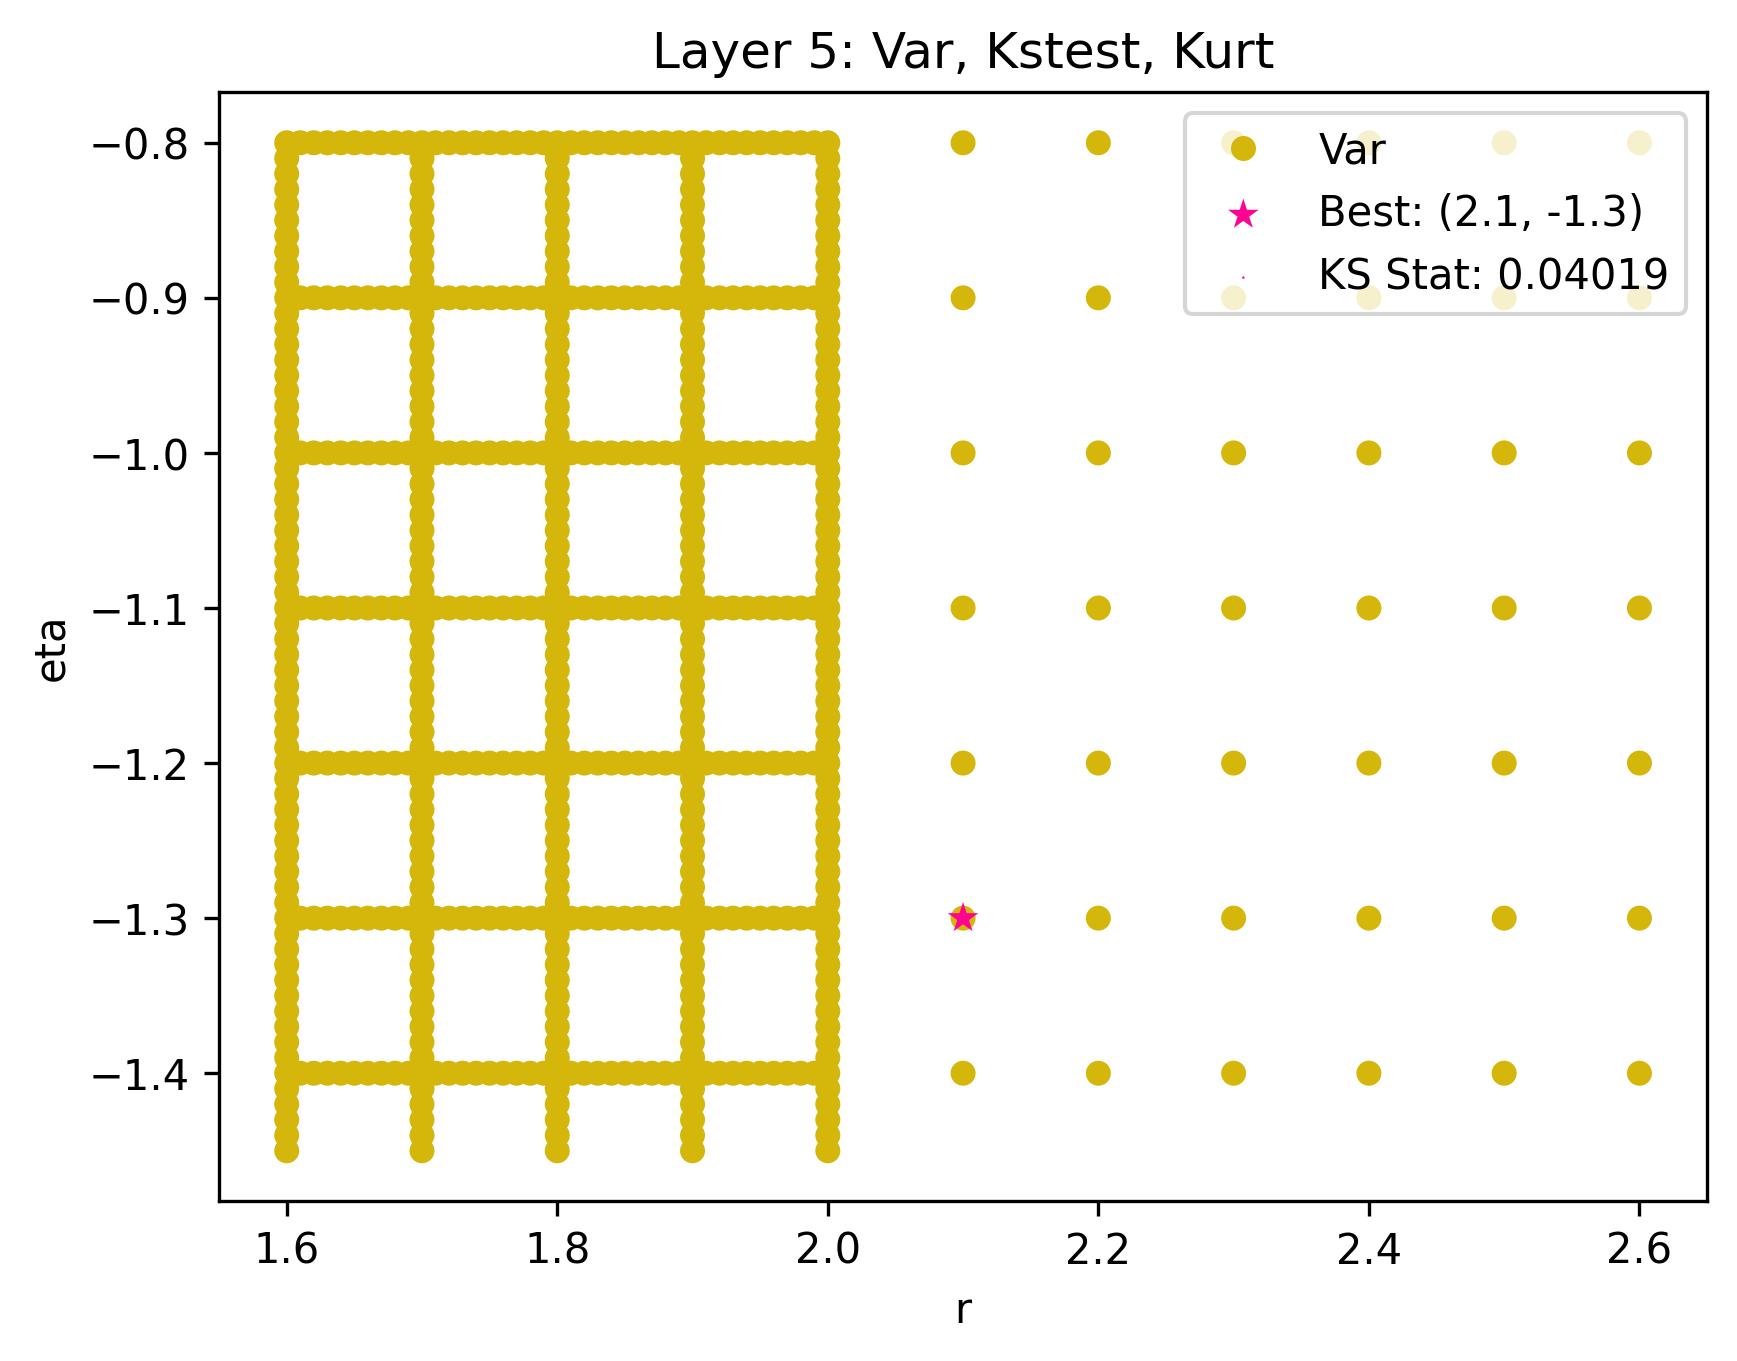 Layer 5: Var, Kstest, Kurt
Var
Best: (2.1, -1.3)
KS Stat: 0.04019
−0.8
−0.9
−1.0
−1.1
−1.2
−1.3
−1.4
eta
1.6 1.8 2.0 2.2 2.4 2.6
r